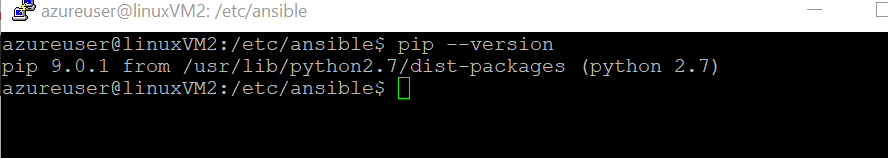 azureuser@linuxVM2: /etc/ansible
azureuser@linuxVM2:/etc/ansible$ pip --version
pip 9.0.1 from /usr/lib/python2.7/dist-packages (python 2.7)
azureuser@linuxVM2:/etc/ansible$